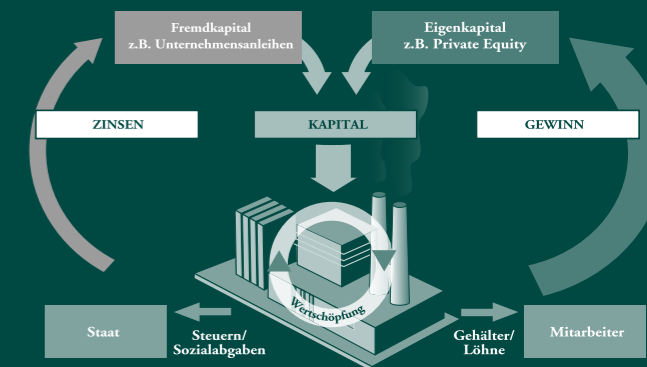 Fremdkapital
z.B. Unternehmensanleihen
Eigenkapital
z.B. Private Equity
ZINSEN
KAPITAL
GEWINN
Wertschöpfung
Staat
Steuern/
Sozialabgaben
Gehälter/
Löhne
Mitarbeiter